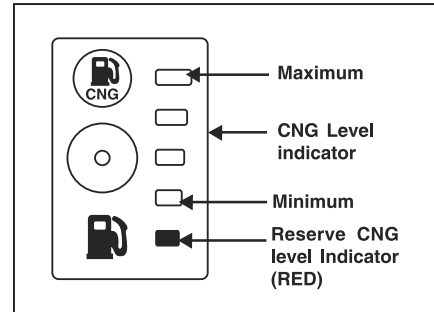 CNG
Maximum
CNG Level
indicator
Minimum
Reserve CNG
level Indicator
(RED)